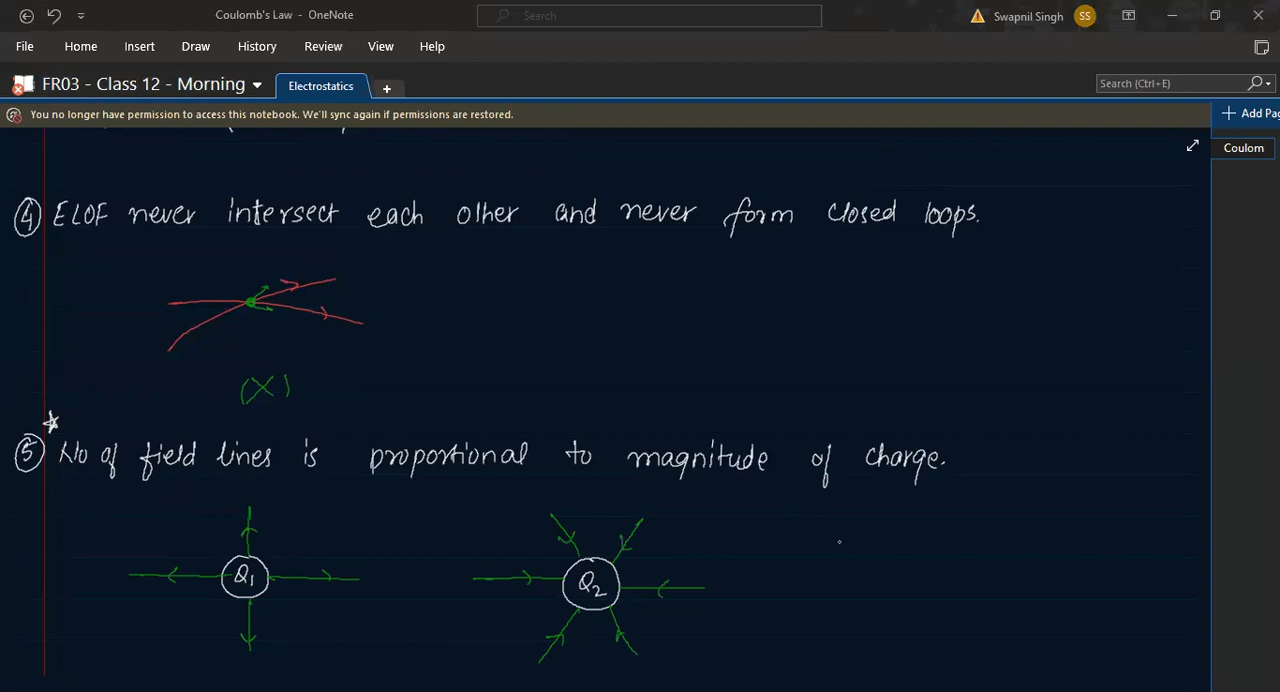 Coulomb's Law - OneNote
Search
Swapnil Singh
SS
File Home Insert Draw History Review View Help
FR03 - Class 12 - Morning
Electrostatics
Search (Ctrl+E)
You no longer have permission to access this notebook. We'll sync again if permissions are restored.
Add Pag
Coulom
④ ELOF never intersect each other and never form closed loops.
(X)
⑤ No of field lines is proportional to magnitude of charge.
Q1 Q2